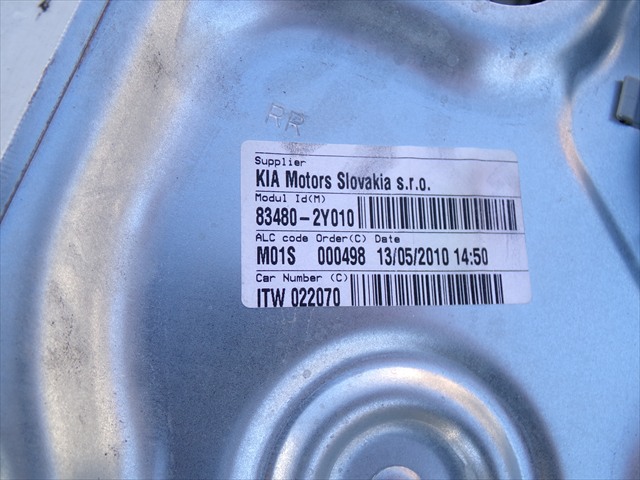 RR
Supplier
KIA Motors Slovakia s.r.o.
Modul Id(M)
83480-2Y010
ALC code Order(C) Date
M01S 000498 13/05/2010 14:50
Car Number (C)
ITW 022070